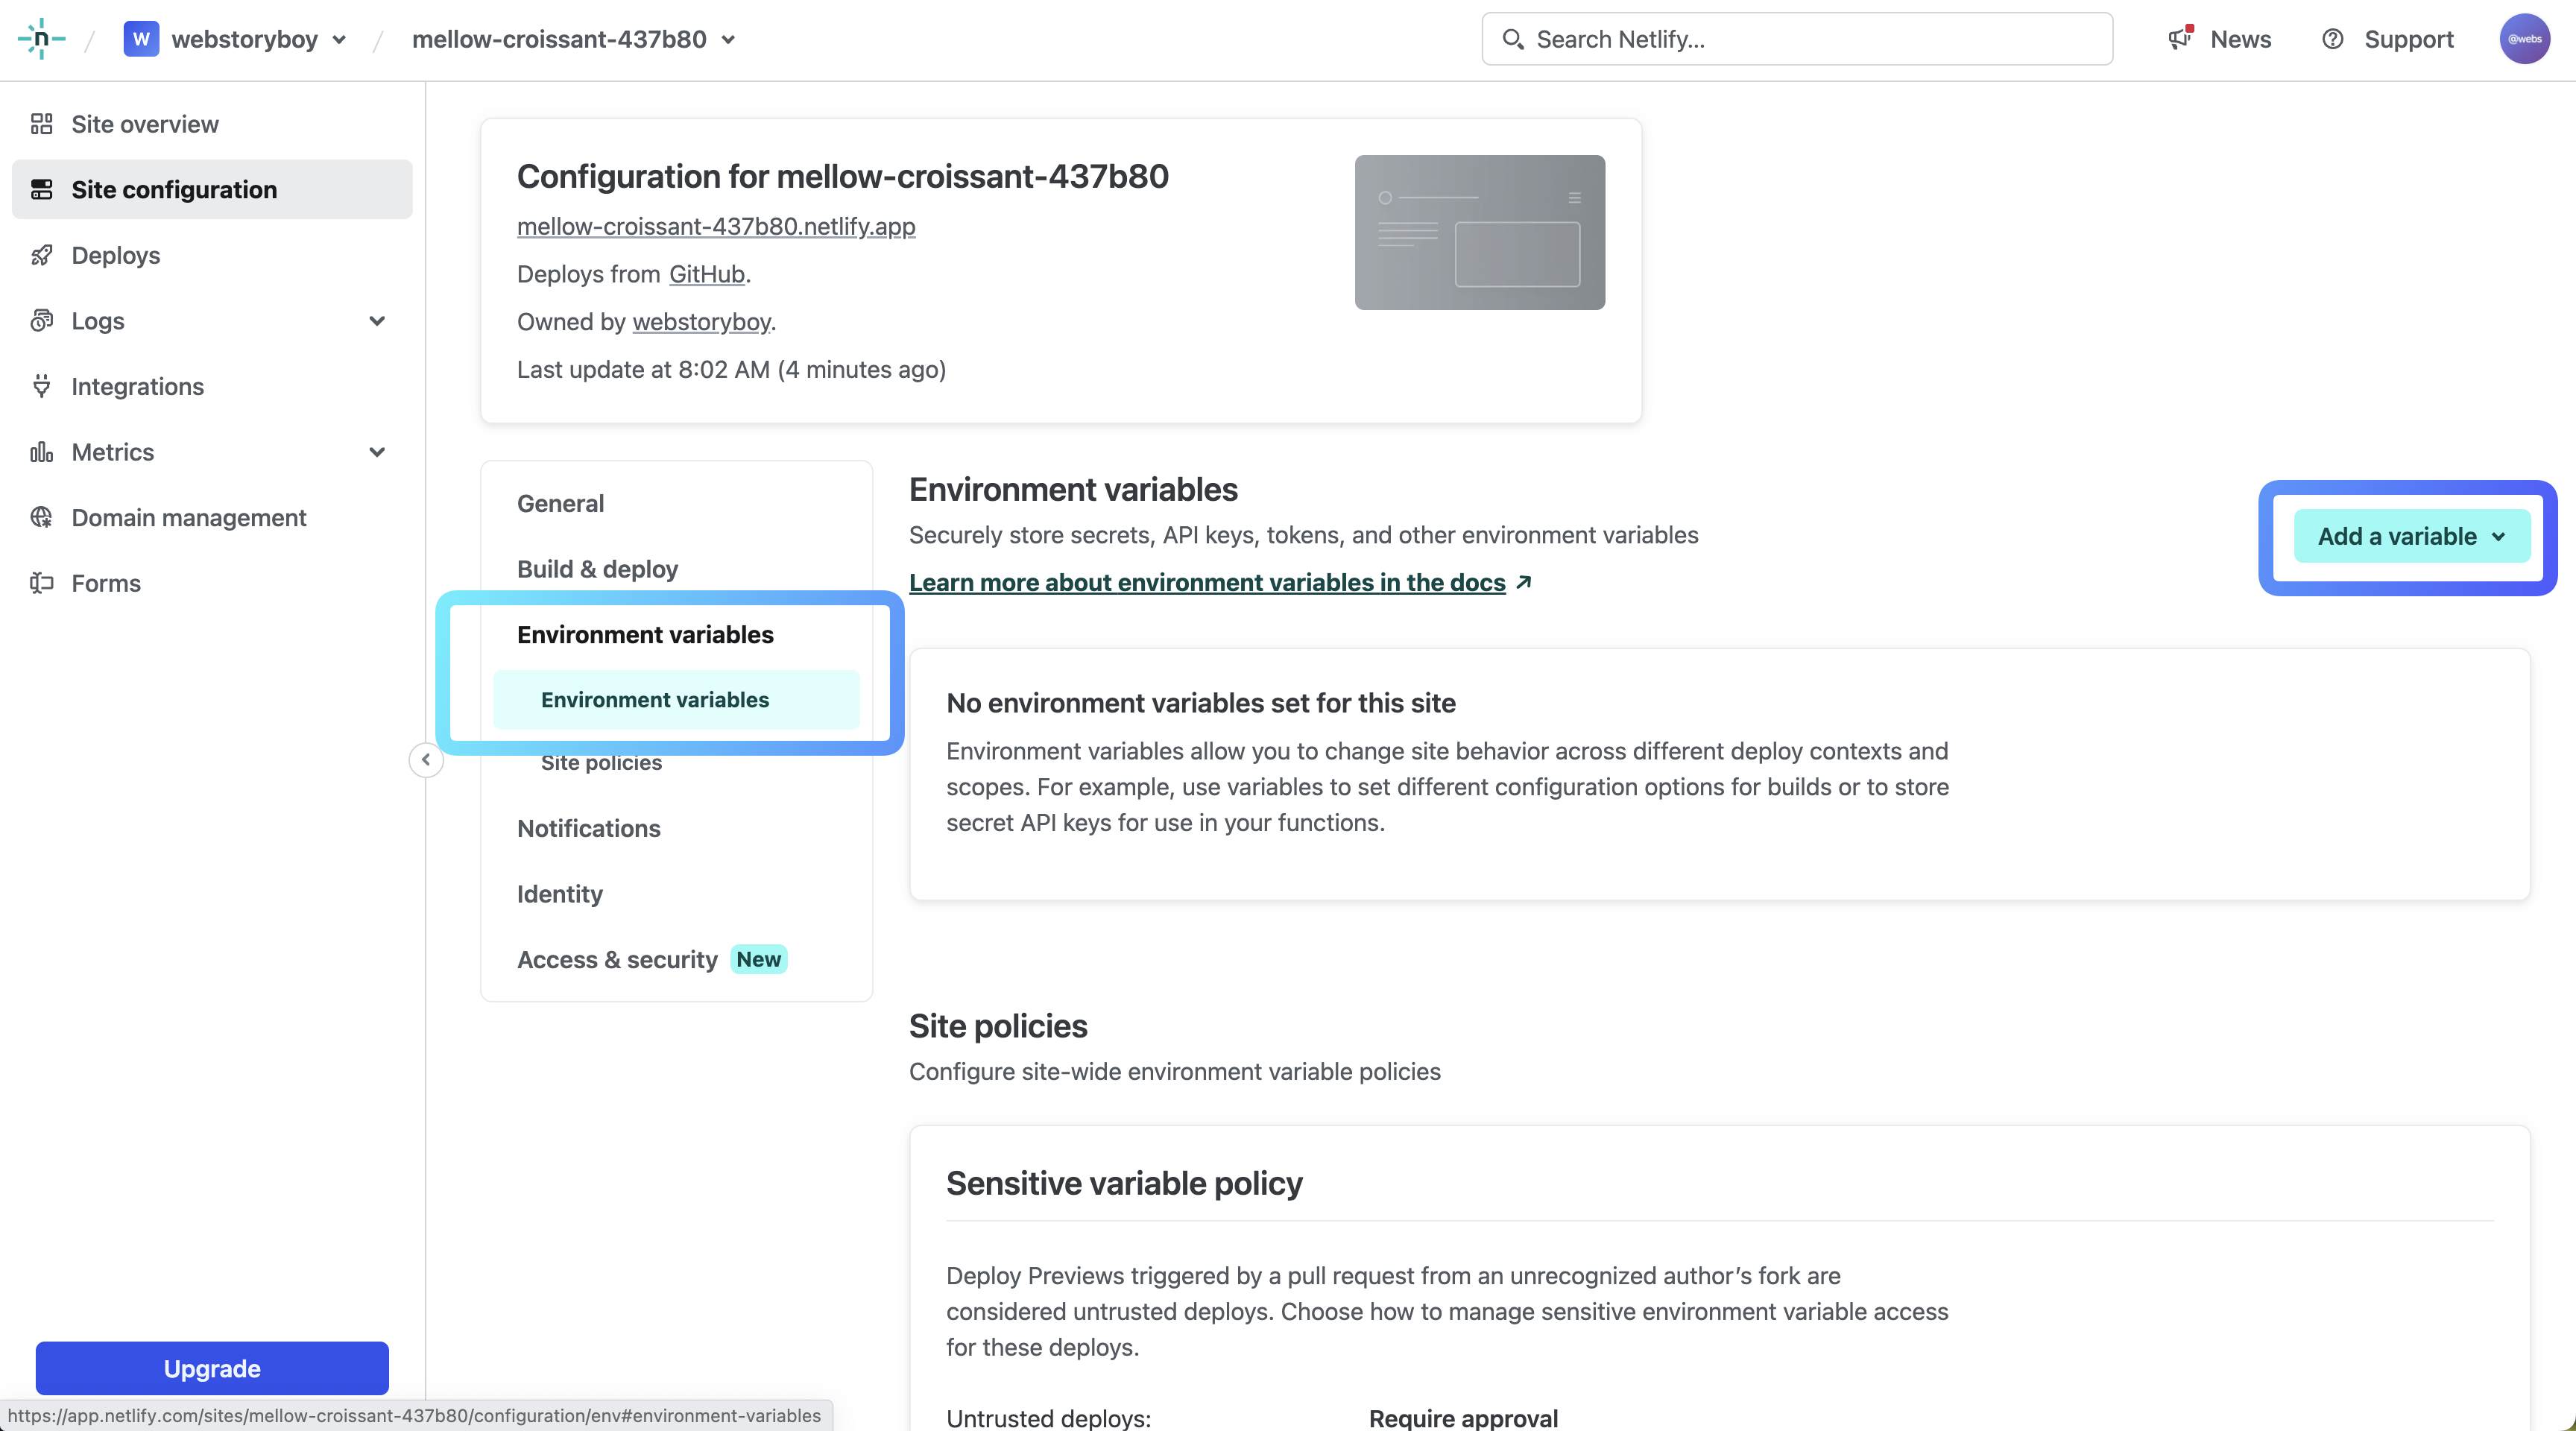 n / W webstoryboy / mellow-croissant-437b80
Search Netlify...
News
Support
@webs
Site overview
Site configuration
Deploys
Logs
Integrations
Metrics
Domain management
Forms
Upgrade
Configuration for mellow-croissant-437b80
mellow-croissant-437b80.netlify.app
Deploys from GitHub.
Owned by webstoryboy.
Last update at 8:02 AM (4 minutes ago)
General
Build & deploy
Environment variables
Environment variables
Site policies
Notifications
Identity
Access & security New
Environment variables
Securely store secrets, API keys, tokens, and other environment variables
Learn more about environment variables in the docs
Add a variable
No environment variables set for this site
Environment variables allow you to change site behavior across different deploy contexts and
scopes. For example, use variables to set different configuration options for builds or to store
secret API keys for use in your functions.
Site policies
Configure site-wide environment variable policies
Sensitive variable policy
Deploy Previews triggered by a pull request from an unrecognized author’s fork are
considered untrusted deploys. Choose how to manage sensitive environment variable access
for these deploys.
Untrusted deploys: Require approval
https://app.netlify.com/sites/mellow-croissant-437b80/configuration/env#environment-variables